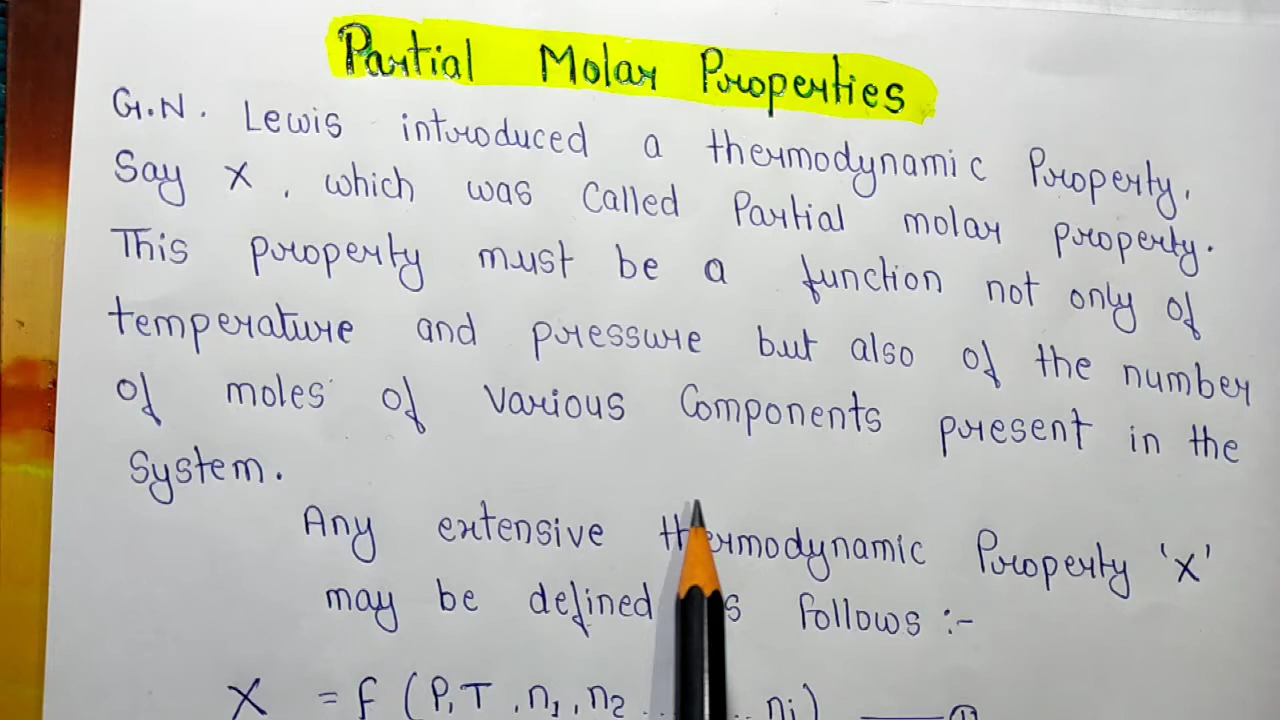 Partial Molar Properties
G.N. Lewis introduced a thermodynamic Property,
Say X, which was Called Partial molar property.
This property must be a function not only of
temperature and pressure but also of the number
of moles of various Components present in the
system.
Any extensive thermodynamic Property 'X'
may be defined as follows :-
X = f (P, T, n₁, n₂ ..... nᵢ) —